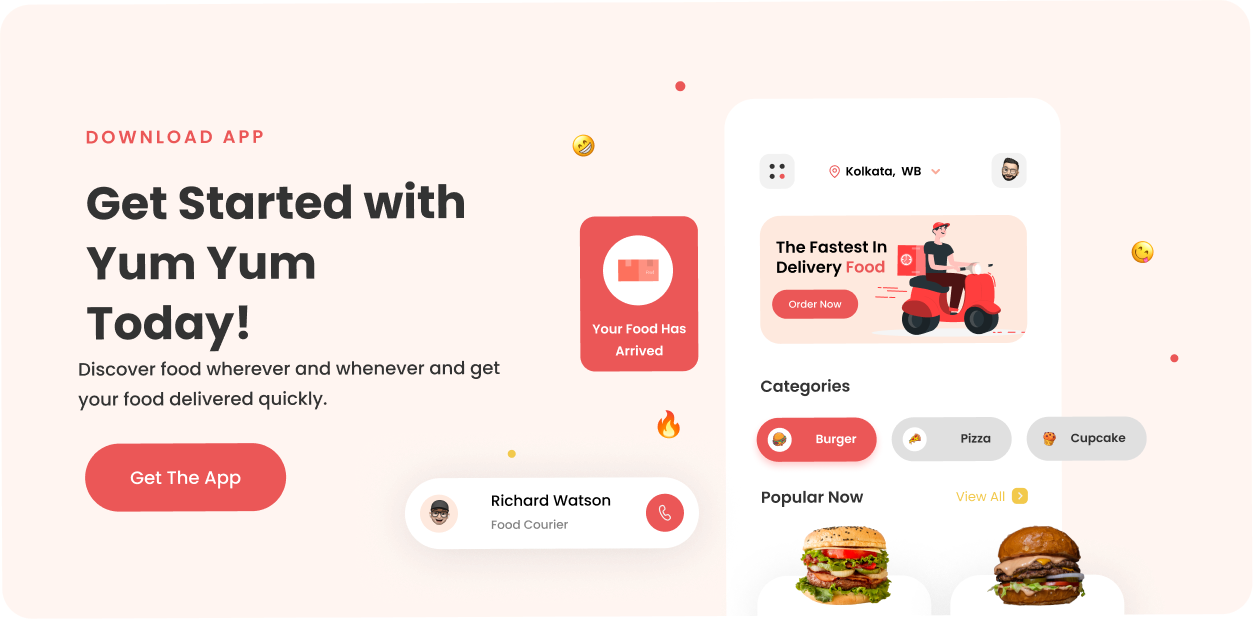 DOWNLOAD APP
Get Started with
Yum Yum
Today!
Discover food wherever and whenever and get
your food delivered quickly.
Get The App
Your Food Has
Arrived
Richard Watson
Food Courier
Kolkata, WB
The Fastest In
Delivery Food
Order Now
Categories
Burger
Pizza
Cupcake
Popular Now
View All